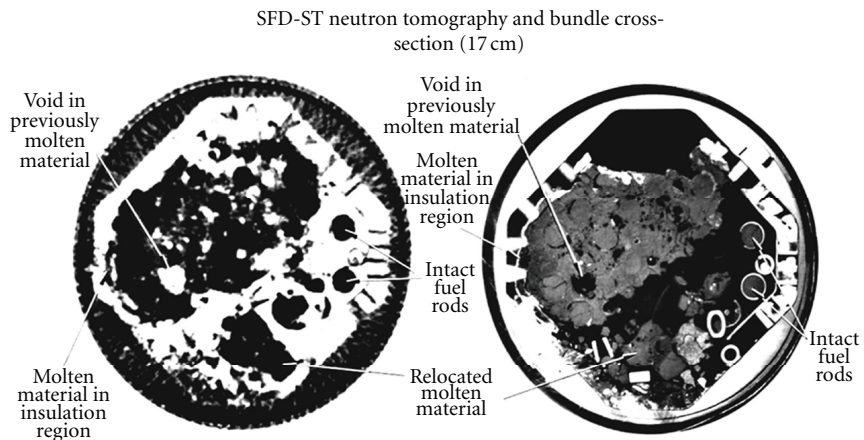 SFD-ST neutron tomography and bundle cross-
section (17 cm)
Void in
previously
molten
material
Void in
previously
molten material
Molten
material in
insulation
region
Intact
fuel
rods
Intact
fuel
rods
Molten
material in
insulation
region
Relocated
molten
material